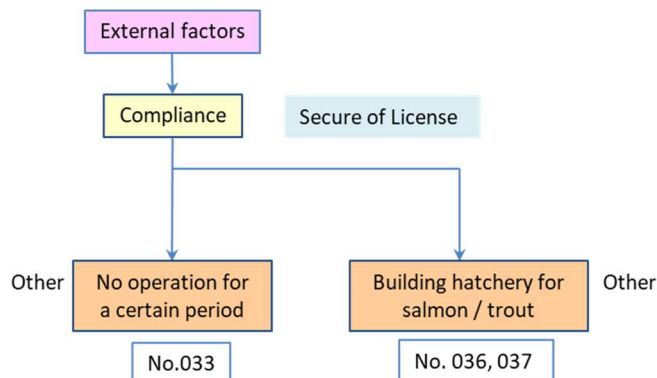 External factors
Compliance
Secure of License
Other
No operation for
a certain period
Building hatchery for
salmon / trout
Other
No.033
No. 036, 037